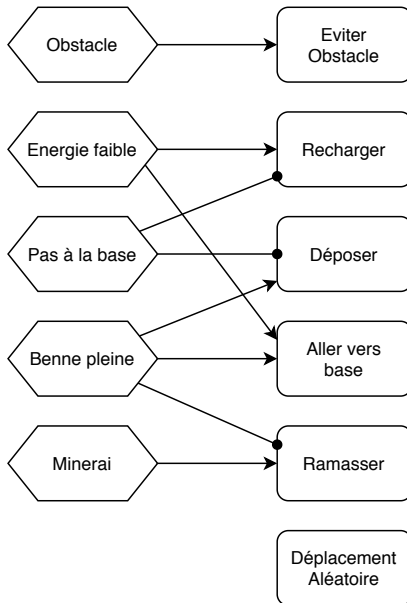 Obstacle
Eviter
Obstacle
Energie faible
Recharger
Pas à la base
Déposer
Benne pleine
Aller vers
base
Minerai
Ramasser
Déplacement
Aléatoire